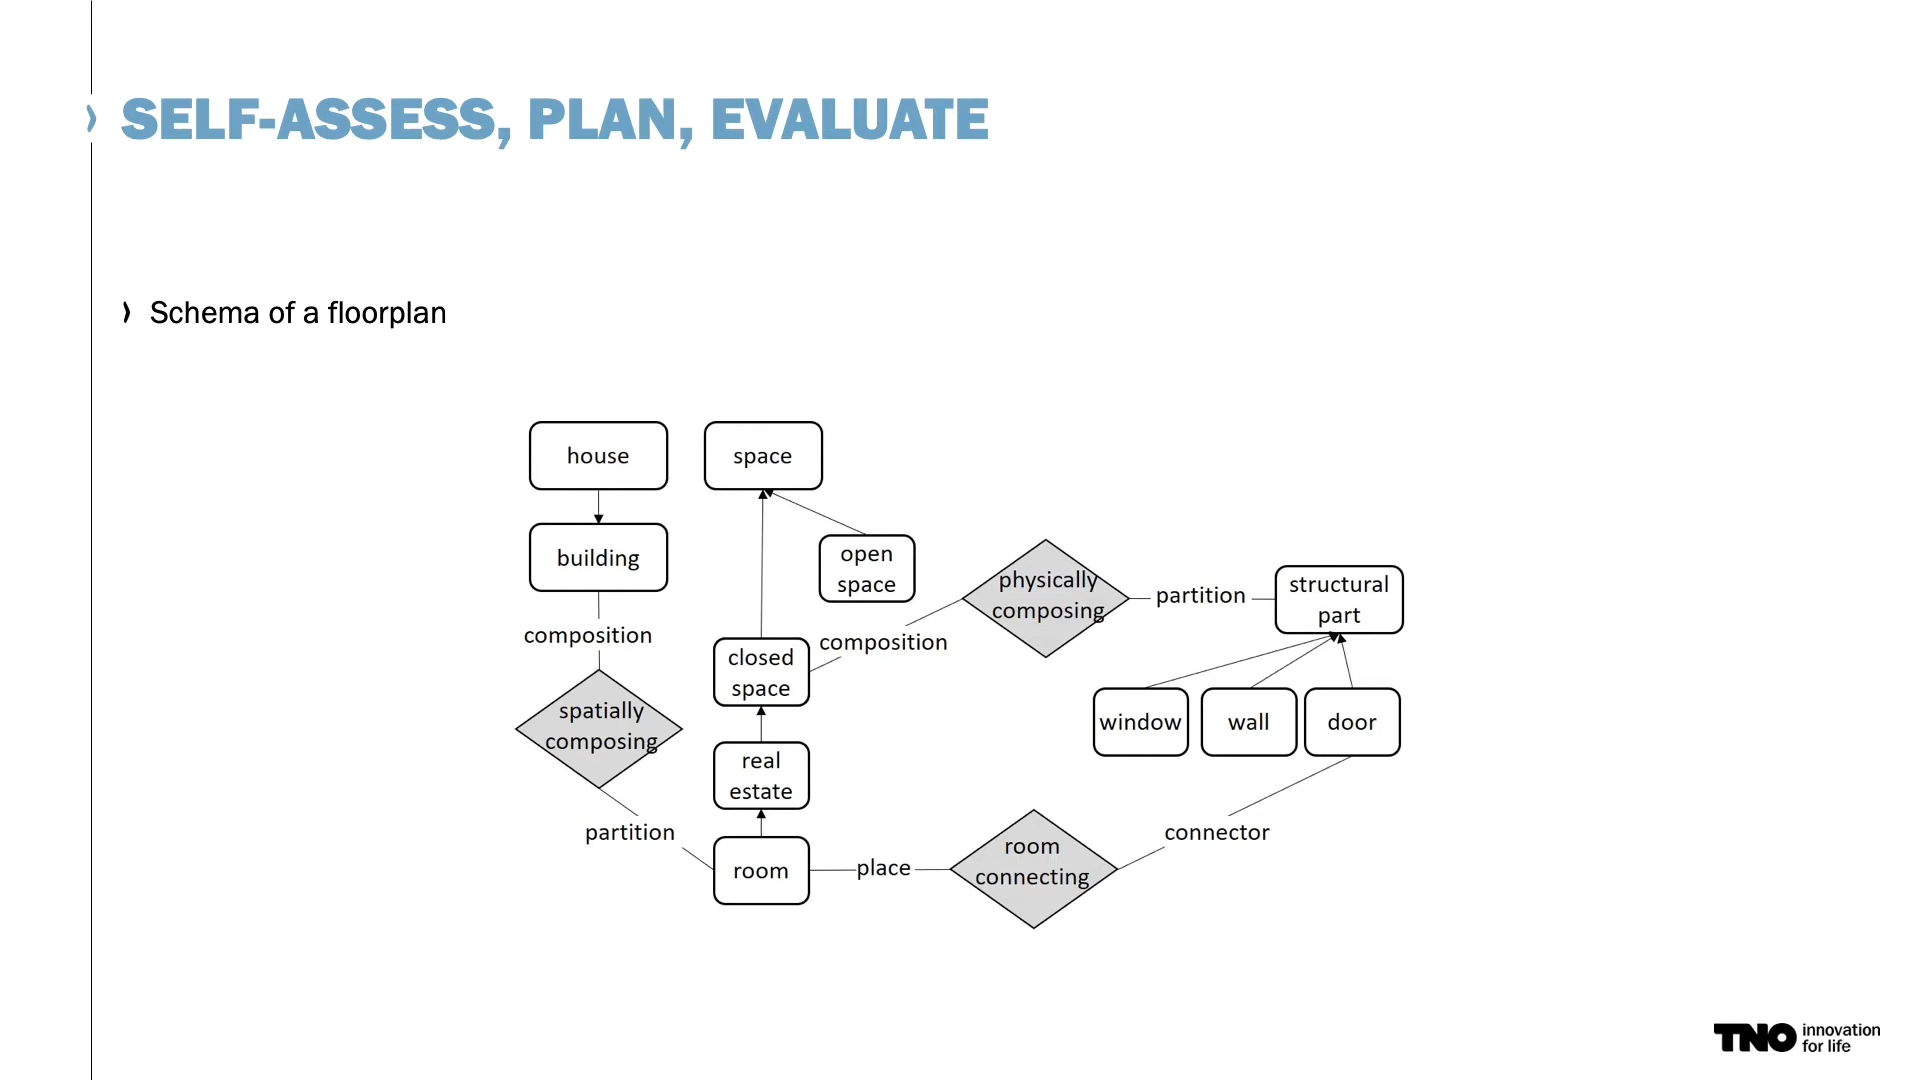 SELF-ASSESS, PLAN, EVALUATE
Schema of a floorplan
house
space
building
open
space
physically
composing
partition
structural
part
composition
composition
closed
space
spatially
composing
window
wall
door
real
estate
partition
connector
room
place
room
connecting
TNO innovation
for life